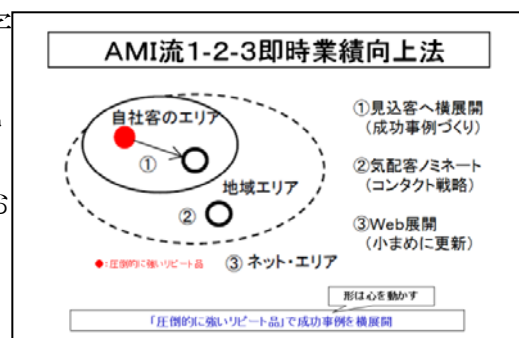 AMI流1-2-3即時業績向上法
自社客のエリア
①
地域エリア
②
●:圧倒的に強いリピート品
③ ネット・エリア
①見込客へ横展開
(成功事例づくり)
②気配客ノミネート
(コンタクト戦略)
③Web展開
(小まめに更新)
形は心を動かす
「圧倒的に強いリピート品」で成功事例を横展開